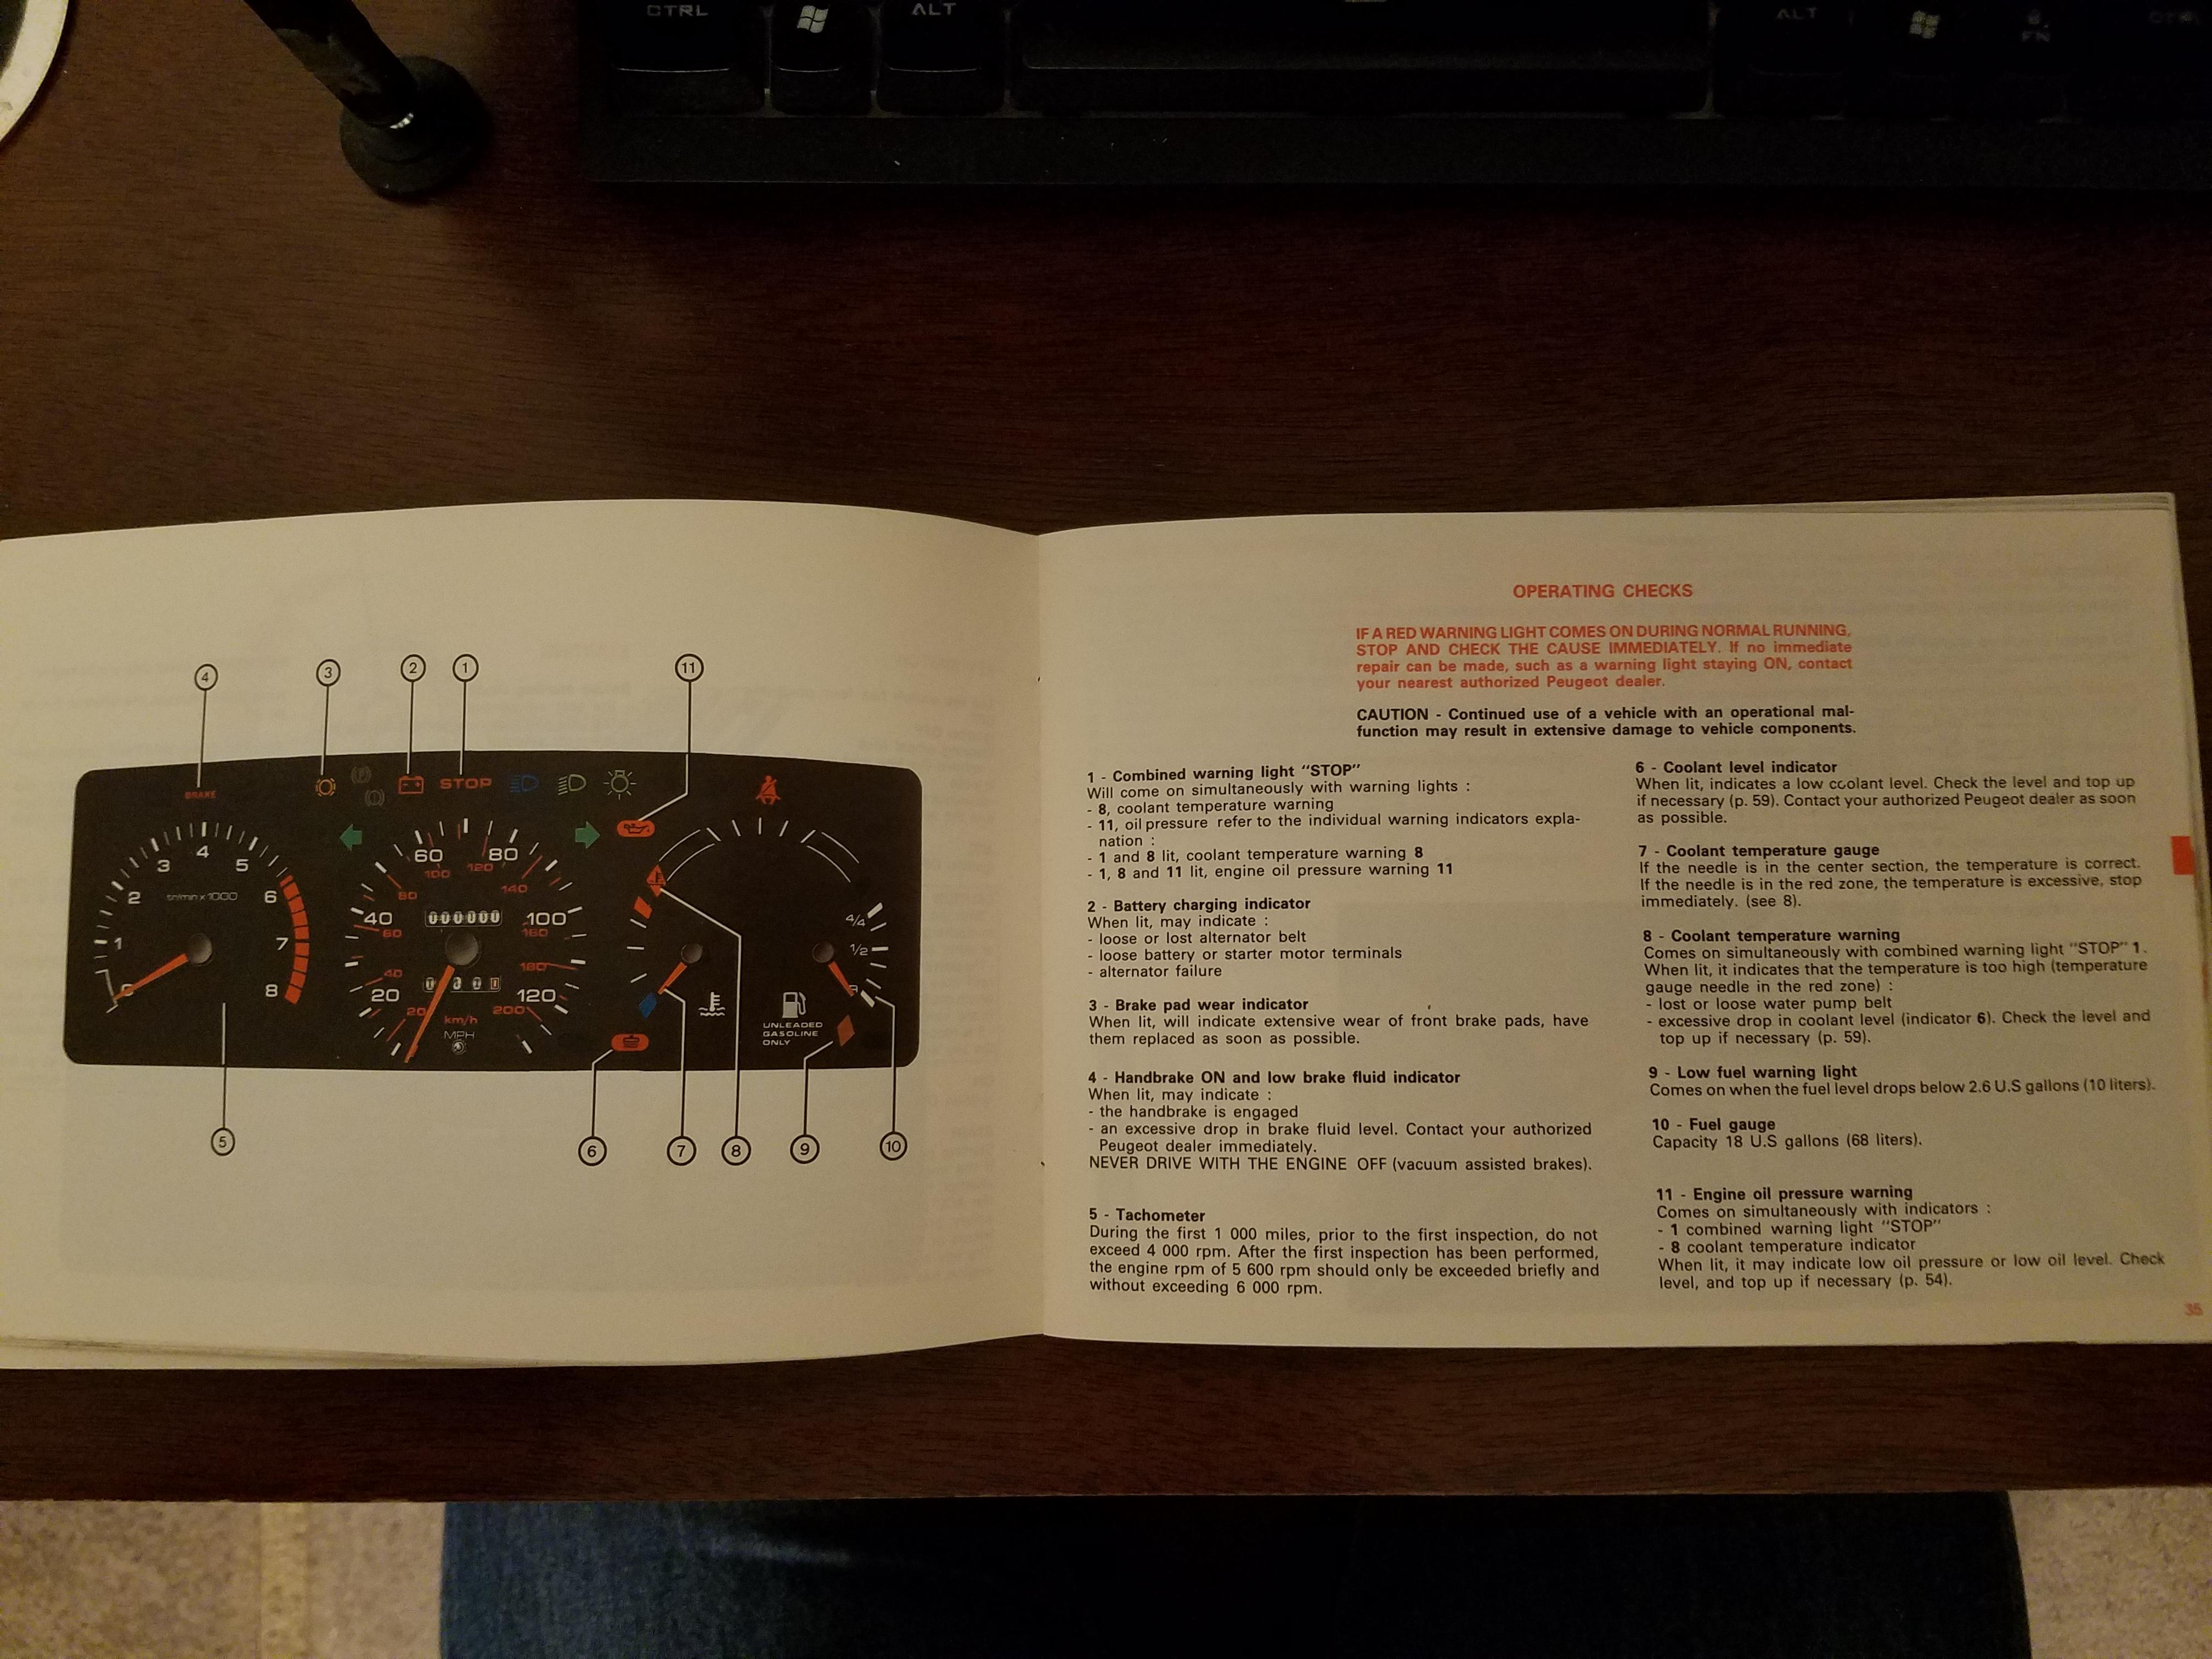 CTRL
ALT
ALT
FN
4
3
2
1
11
BRAKE
STOP
1
2
3
4
5
6
7
8
tr/min x 1000
20
40
60
80
100
120
20
40
60
80
100
120
140
160
180
200
km/h
MPH
4/4
1/2
UNLEADED
GASOLINE
ONLY
5
6
7
8
9
10
OPERATING CHECKS
IF A RED WARNING LIGHT COMES ON DURING NORMAL RUNNING,
STOP AND CHECK THE CAUSE IMMEDIATELY. If no immediate
repair can be made, such as a warning light staying ON, contact
your nearest authorized Peugeot dealer.
CAUTION - Continued use of a vehicle with an operational mal-
function may result in extensive damage to vehicle components.
1 - Combined warning light "STOP"
Will come on simultaneously with warning lights :
- 8, coolant temperature warning
- 11, oil pressure refer to the individual warning indicators expla-
nation :
- 1 and 8 lit, coolant temperature warning 8
- 1, 8 and 11 lit, engine oil pressure warning 11
2 - Battery charging indicator
When lit, may indicate :
- loose or lost alternator belt
- loose battery or starter motor terminals
- alternator failure
3 - Brake pad wear indicator
When lit, will indicate extensive wear of front brake pads, have
them replaced as soon as possible.
4 - Handbrake ON and low brake fluid indicator
When lit, may indicate :
- the handbrake is engaged
- an excessive drop in brake fluid level. Contact your authorized
Peugeot dealer immediately.
NEVER DRIVE WITH THE ENGINE OFF (vacuum assisted brakes).
5 - Tachometer
During the first 1 000 miles, prior to the first inspection, do not
exceed 4 000 rpm. After the first inspection has been performed,
the engine rpm of 5 600 rpm should only be exceeded briefly and
without exceeding 6 000 rpm.
6 - Coolant level indicator
When lit, indicates a low coolant level. Check the level and top up
if necessary (p. 59). Contact your authorized Peugeot dealer as soon
as possible.
7 - Coolant temperature gauge
If the needle is in the center section, the temperature is correct.
If the needle is in the red zone, the temperature is excessive, stop
immediately. (see 8).
8 - Coolant temperature warning
Comes on simultaneously with combined warning light "STOP" 1.
When lit, it indicates that the temperature is too high (temperature
gauge needle in the red zone) :
- lost or loose water pump belt
- excessive drop in coolant level (indicator 6). Check the level and
top up if necessary (p. 59).
9 - Low fuel warning light
Comes on when the fuel level drops below 2.6 U.S gallons (10 liters).
10 - Fuel gauge
Capacity 18 U.S gallons (68 liters).
11 - Engine oil pressure warning
Comes on simultaneously with indicators :
- 1 combined warning light "STOP"
- 8 coolant temperature indicator
When lit, it may indicate low oil pressure or low oil level. Check
level, and top up if necessary (p. 54).
35